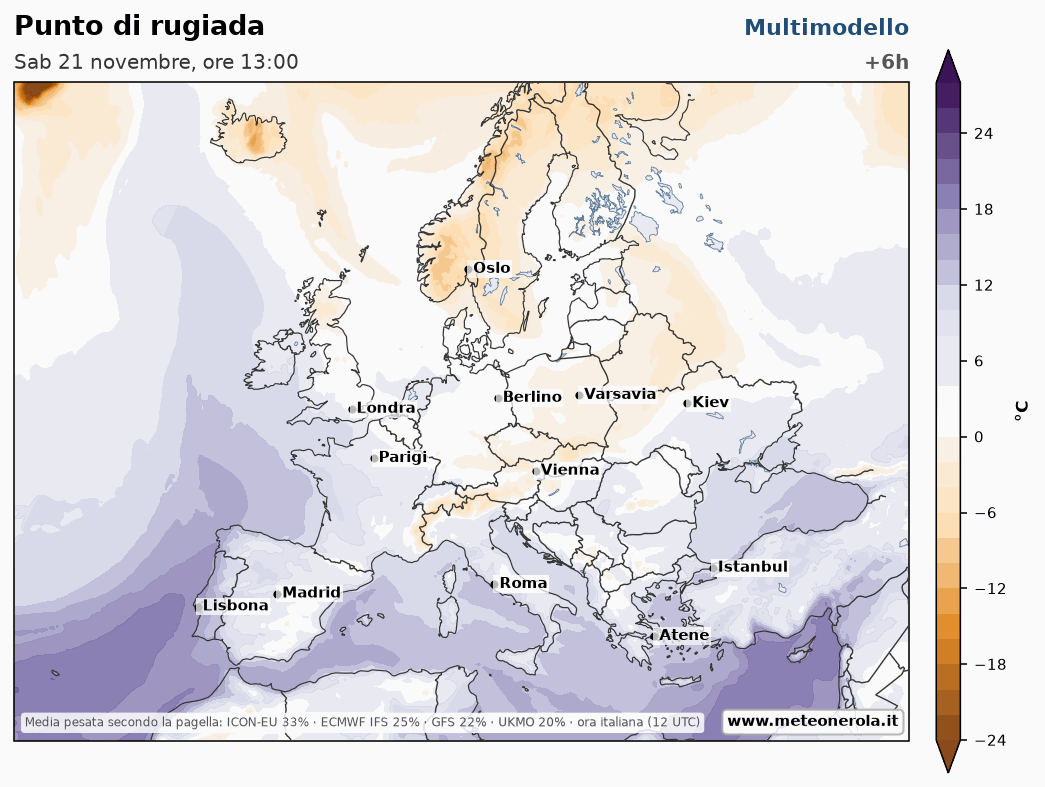 Punto di rugiada
Multimodello
Sab 21 novembre, ore 13:00
+6h
24
18
12
6
0
−6
−12
−18
−24
°C
Oslo
Berlino
Varsavia
Kiev
Londra
Parigi
Vienna
Istanbul
Roma
Madrid
Lisbona
Atene
Media pesata secondo la pagella: ICON-EU 33% · ECMWF IFS 25% · GFS 22% · UKMO 20% · ora italiana (12 UTC)
www.meteonerola.it